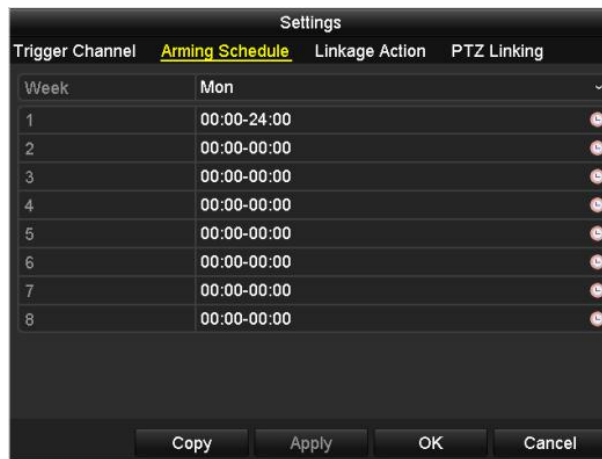 Settings
Trigger Channel Arming Schedule Linkage Action PTZ Linking
Week Mon
1 00:00-24:00
2 00:00-00:00
3 00:00-00:00
4 00:00-00:00
5 00:00-00:00
6 00:00-00:00
7 00:00-00:00
8 00:00-00:00
Copy Apply OK Cancel